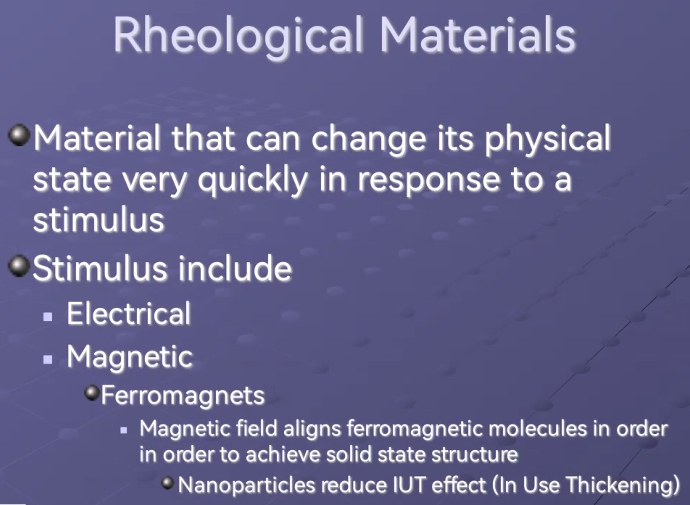 Rheological Materials
Material that can change its physical
state very quickly in response to a
stimulus
Stimulus include
Electrical
Magnetic
Ferromagnets
Magnetic field aligns ferromagnetic molecules in order
in order to achieve solid state structure
Nanoparticles reduce IUT effect (In Use Thickening)